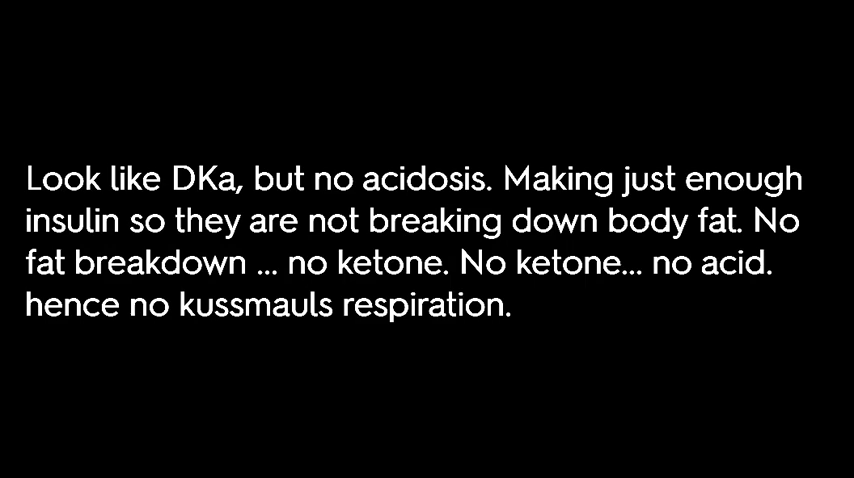 Look like DKa, but no acidosis. Making just enough
insulin so they are not breaking down body fat. No
fat breakdown ... no ketone. No ketone... no acid.
hence no kussmauls respiration.